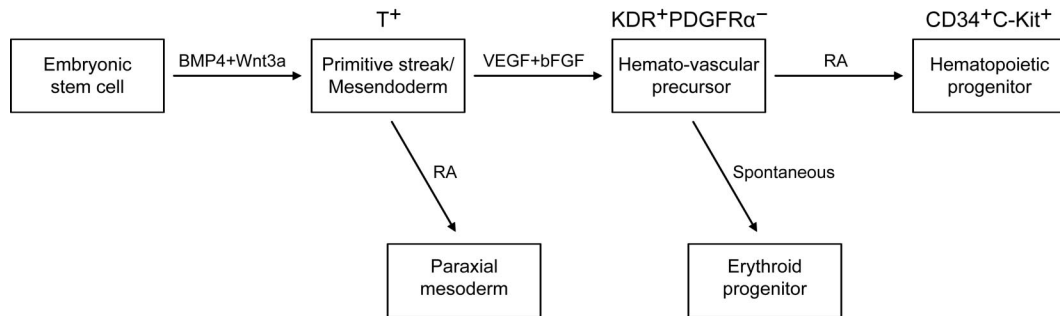 T⁺
KDR⁺PDGFRα⁻
CD34⁺C-Kit⁺
Embryonic
stem cell
BMP4+Wnt3a
Primitive streak/
Mesendoderm
VEGF+bFGF
Hemato-vascular
precursor
RA
Hematopoietic
progenitor
RA
Spontaneous
Paraxial
mesoderm
Erythroid
progenitor